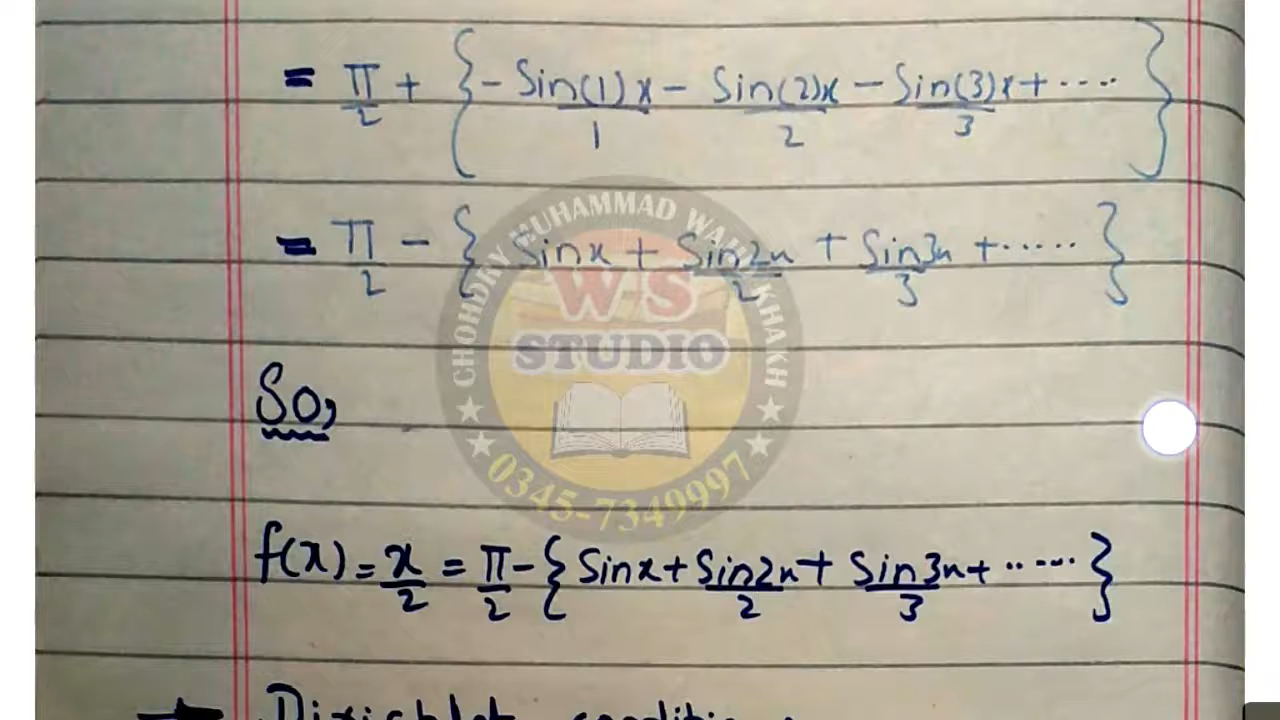 = π/2 + { - Sin(1)x/1 - Sin(2)x/2 - Sin(3)x/3 + .... }
= π/2 - { Sinx + Sin2x/2 + Sin3x/3 + ..... }
CHOHDRY MUHAMMAD KHAKH
WS
STUDIO
0345-7349997
So,
f(x) = x/2 = π/2 - { Sinx + Sin2x/2 + Sin3x/3 + ...... }